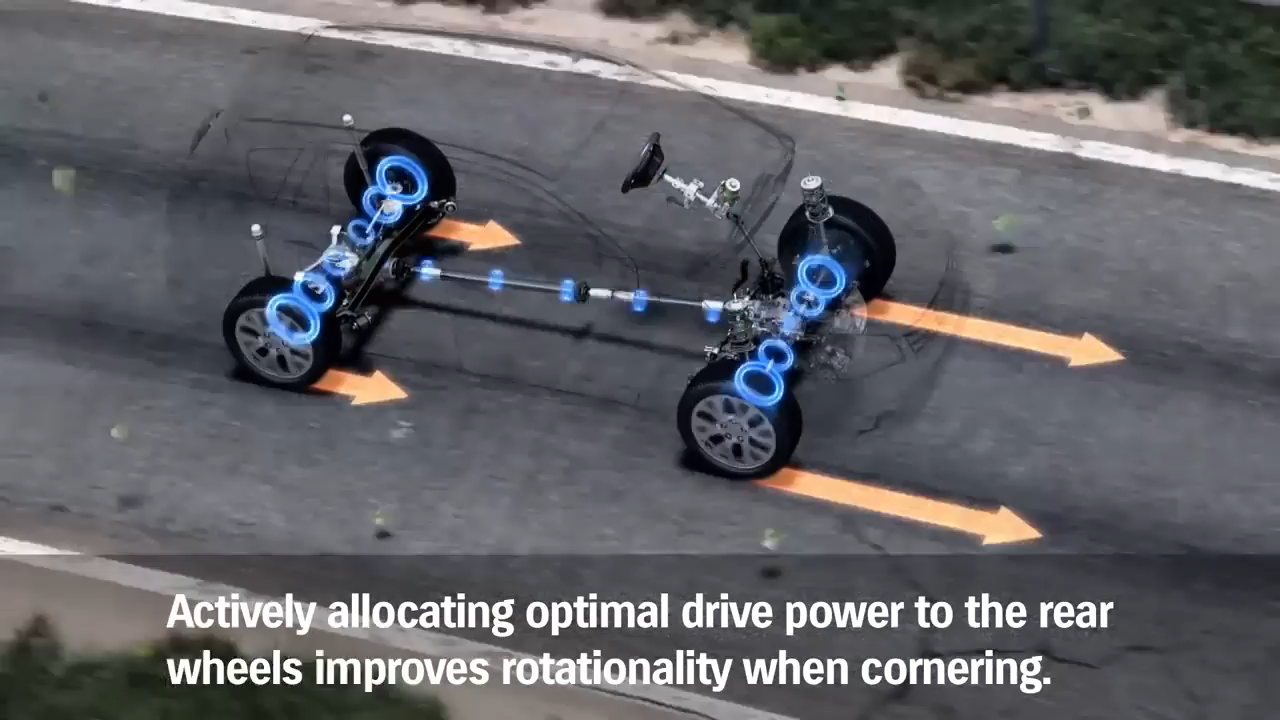 Actively allocating optimal drive power to the rear
wheels improves rotationality when cornering.